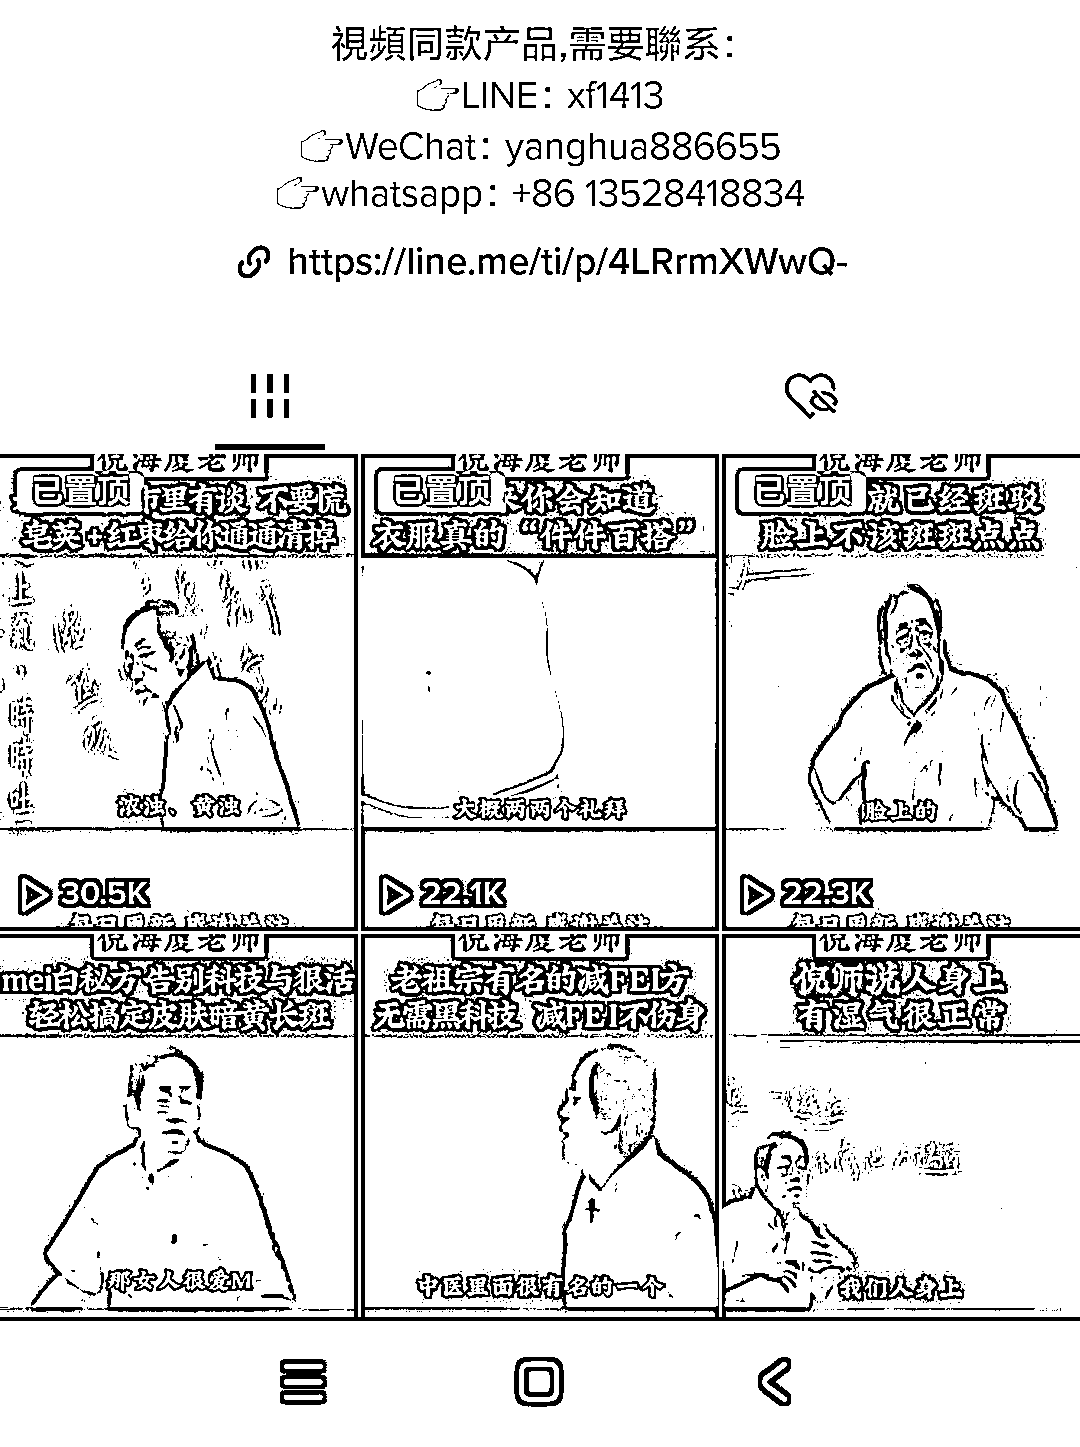 視頻同款产品,需要聯系：
👉LINE：xf1413
👉WeChat：yanghua886655
👉whatsapp：+86 13528418834
https://line.me/ti/p/4LRrmXWwQ-
倪海厦老师
已置顶
里有谈 不要慌
皂荚+红枣给你通通清掉
浓浊、黄浊
30.5K
倪海厦老师
已置顶
你会知道
衣服真的“件件百搭”
大概两两个礼拜
22.1K
倪海厦老师
已置顶
就已经斑驳
脸上不该斑斑点点
脸上的
22.3K
倪海厦老师
mei白秘方 告别科技与狠活
轻松搞定皮肤暗黄长斑
那女人很爱M
倪海厦老师
老祖宗有名的减FEI方
无需黑科技 减FEI不伤身
中医里面很有名的一个
倪海厦老师
倪师说人身上
有湿气很正常
我们人身上